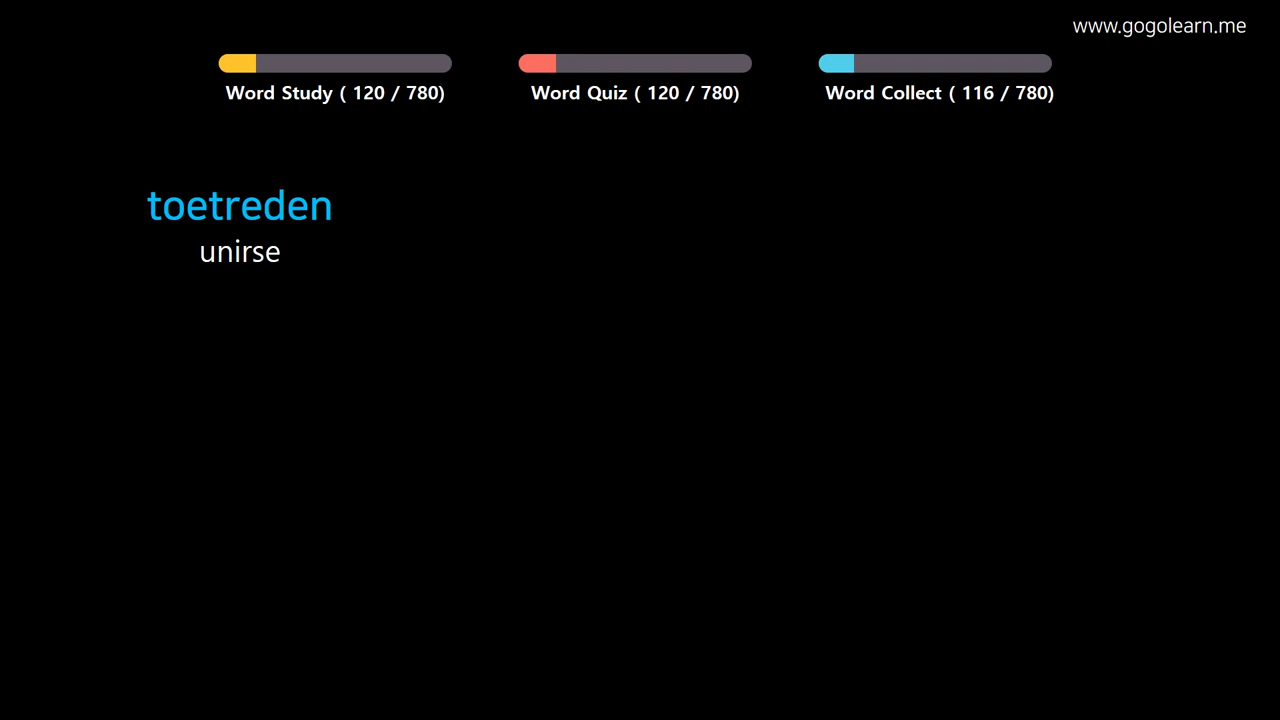 www.gogolearn.me
Word Study ( 120 / 780)
Word Quiz ( 120 / 780)
Word Collect ( 116 / 780)
toetreden
unirse